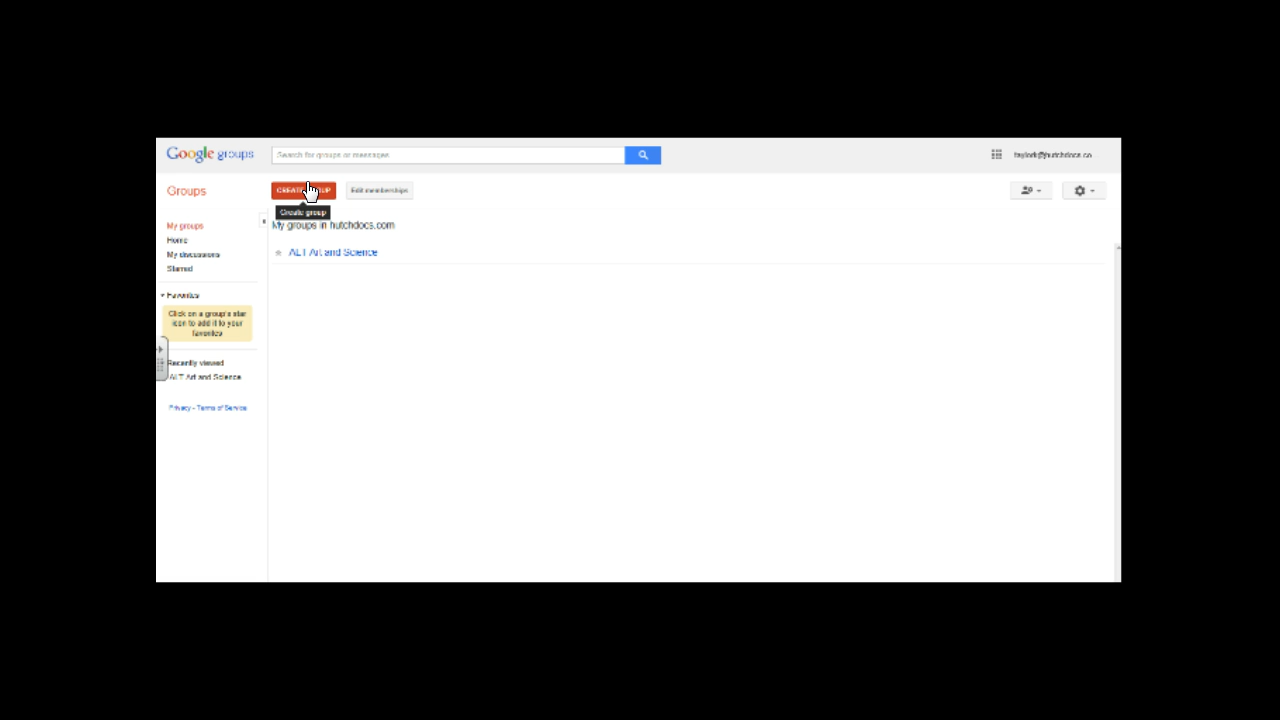 Google groups
Search for groups or messages
Groups
Edit memberships
Create group
My groups in hutchdocs.com
My groups
Home
My discussions
Starred
ALT Art and Science
Favorites
Click on a group's star
icon to add it to your
favorites
Recently viewed
ALT Art and Science
Privacy - Terms of Service